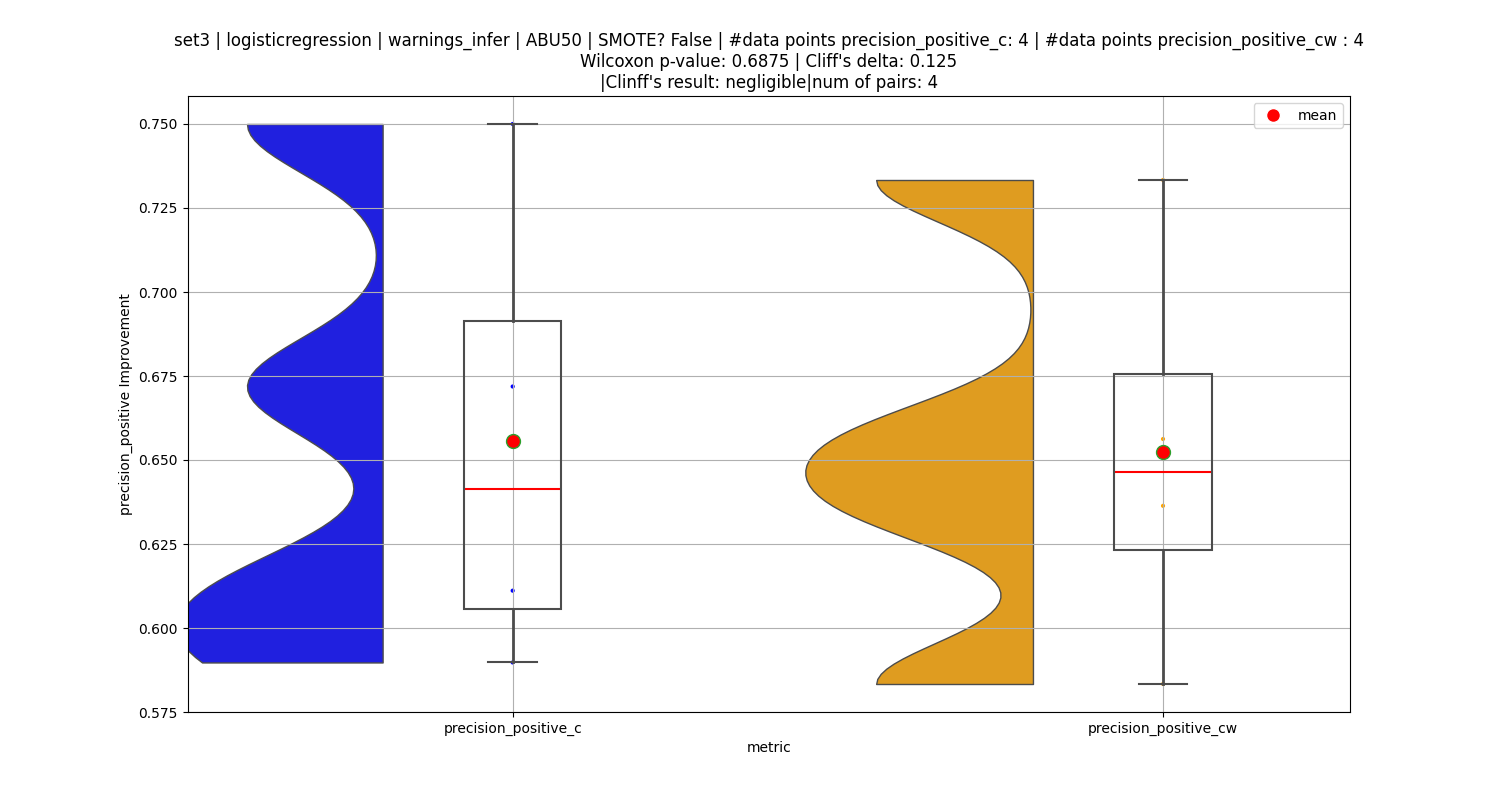 set3 | logisticregression | warnings_infer | ABU50 | SMOTE? False | #data points precision_positive_c: 4 | #data points precision_positive_cw : 4
Wilcoxon p-value: 0.6875 | Cliff's delta: 0.125
|Clinff's result: negligible|num of pairs: 4
mean
0.750
0.725
0.700
0.675
0.650
0.625
0.600
0.575
precision_positive Improvement
precision_positive_c
precision_positive_cw
metric